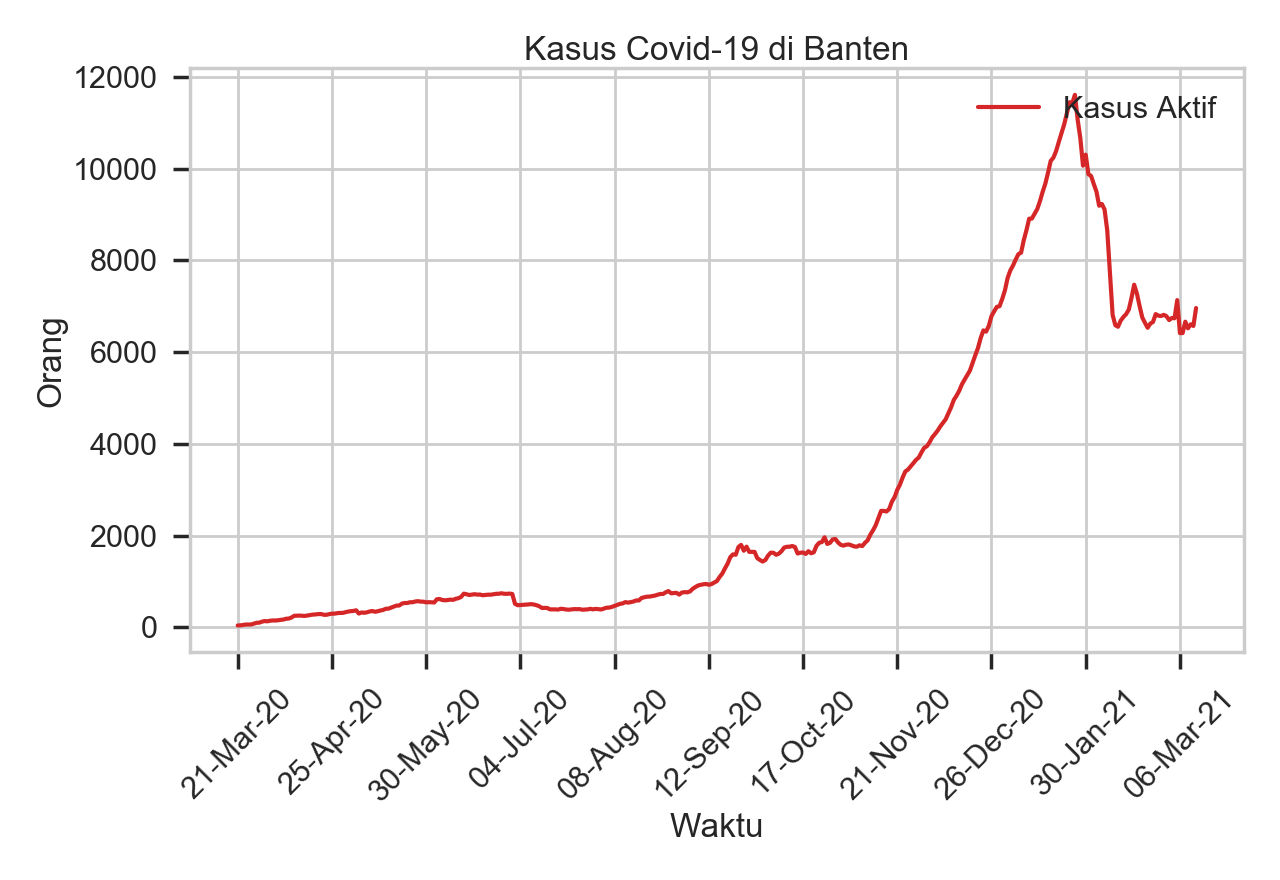 Kasus Covid-19 di Banten
Kasus Aktif
12000
10000
8000
6000
4000
2000
0
Orang
21-Mar-20
25-Apr-20
30-May-20
04-Jul-20
08-Aug-20
12-Sep-20
17-Oct-20
21-Nov-20
26-Dec-20
30-Jan-21
06-Mar-21
Waktu